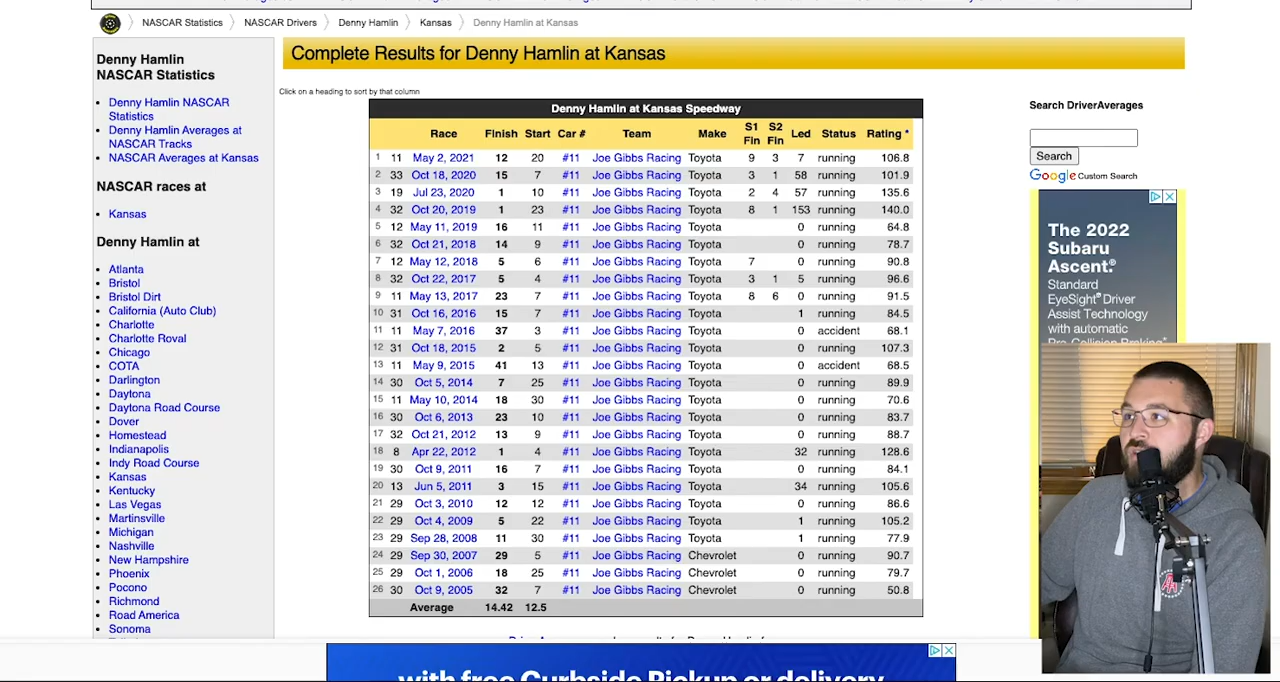 NASCAR Statistics
NASCAR Drivers
Denny Hamlin
Kansas
Denny Hamlin at Kansas
Denny Hamlin
NASCAR Statistics
Denny Hamlin NASCAR
Statistics
Denny Hamlin Averages at
NASCAR Tracks
NASCAR Averages at Kansas
NASCAR races at
Kansas
Denny Hamlin at
Atlanta
Bristol
Bristol Dirt
California (Auto Club)
Charlotte
Charlotte Roval
Chicago
COTA
Darlington
Daytona
Daytona Road Course
Dover
Homestead
Indianapolis
Indy Road Course
Kansas
Kentucky
Las Vegas
Martinsville
Michigan
Nashville
New Hampshire
Phoenix
Pocono
Richmond
Road America
Sonoma
Complete Results for Denny Hamlin at Kansas
Click on a heading to sort by that column
Denny Hamlin at Kansas Speedway
Race Finish Start Car # Team Make S1 Fin S2 Fin Led Status Rating *
1 11 May 2, 2021 12 20 #11 Joe Gibbs Racing Toyota 9 3 7 running 106.8
2 33 Oct 18, 2020 15 7 #11 Joe Gibbs Racing Toyota 3 1 58 running 101.9
3 19 Jul 23, 2020 1 10 #11 Joe Gibbs Racing Toyota 2 4 57 running 135.6
4 32 Oct 20, 2019 1 23 #11 Joe Gibbs Racing Toyota 8 1 153 running 140.0
5 12 May 11, 2019 16 11 #11 Joe Gibbs Racing Toyota 0 running 64.8
6 32 Oct 21, 2018 14 9 #11 Joe Gibbs Racing Toyota 0 running 78.7
7 12 May 12, 2018 5 6 #11 Joe Gibbs Racing Toyota 7 0 running 90.8
8 32 Oct 22, 2017 5 4 #11 Joe Gibbs Racing Toyota 3 1 5 running 96.6
9 11 May 13, 2017 23 7 #11 Joe Gibbs Racing Toyota 8 6 0 running 91.5
10 31 Oct 16, 2016 15 7 #11 Joe Gibbs Racing Toyota 1 running 84.5
11 11 May 7, 2016 37 3 #11 Joe Gibbs Racing Toyota 0 accident 68.1
12 31 Oct 18, 2015 2 5 #11 Joe Gibbs Racing Toyota 0 running 107.3
13 11 May 9, 2015 41 13 #11 Joe Gibbs Racing Toyota 0 accident 68.5
14 30 Oct 5, 2014 7 25 #11 Joe Gibbs Racing Toyota 0 running 89.9
15 11 May 10, 2014 18 30 #11 Joe Gibbs Racing Toyota 0 running 70.6
16 30 Oct 6, 2013 23 10 #11 Joe Gibbs Racing Toyota 0 running 83.7
17 32 Oct 21, 2012 13 9 #11 Joe Gibbs Racing Toyota 0 running 88.7
18 8 Apr 22, 2012 1 4 #11 Joe Gibbs Racing Toyota 32 running 128.6
19 30 Oct 9, 2011 16 7 #11 Joe Gibbs Racing Toyota 0 running 84.1
20 13 Jun 5, 2011 3 15 #11 Joe Gibbs Racing Toyota 34 running 105.6
21 29 Oct 3, 2010 12 12 #11 Joe Gibbs Racing Toyota 0 running 86.6
22 29 Oct 4, 2009 5 22 #11 Joe Gibbs Racing Toyota 1 running 105.2
23 29 Sep 28, 2008 11 30 #11 Joe Gibbs Racing Toyota 1 running 77.9
24 29 Sep 30, 2007 29 5 #11 Joe Gibbs Racing Chevrolet 0 running 90.7
25 29 Oct 1, 2006 18 25 #11 Joe Gibbs Racing Chevrolet 0 running 79.7
26 30 Oct 9, 2005 32 7 #11 Joe Gibbs Racing Chevrolet 0 running 50.8
Average 14.42 12.5
Search DriverAverages
Search
Google Custom Search
The 2022
Subaru
Ascent.®
Standard
EyeSight® Driver
Assist Technology
with automatic
Pre-Collision Braking*
with free Curbside Pickup or delivery